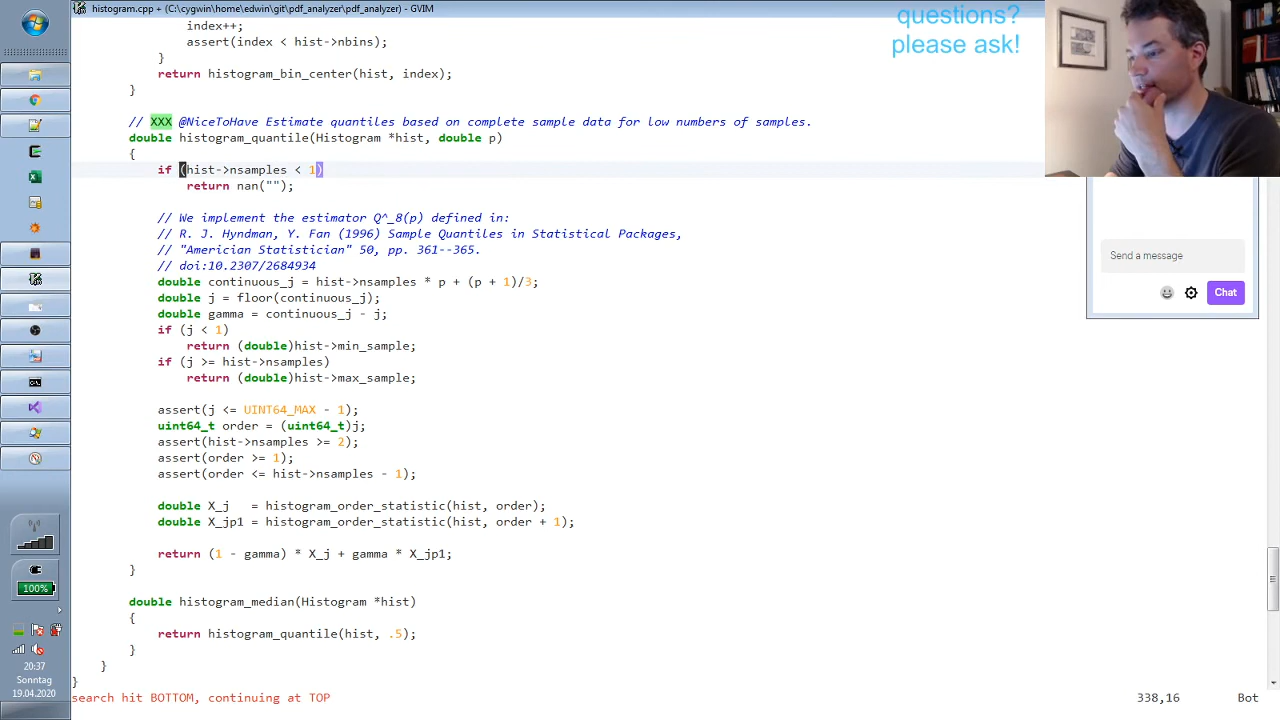 histogram.cpp + (C:\cygwin\home\edwin\git\pdf_analyzer\pdf_analyzer) - GVIM
questions?
please ask!
index++;
assert(index < hist->nbins);
}
return histogram_bin_center(hist, index);
}
// XXX @NiceToHave Estimate quantiles based on complete sample data for low numbers of samples.
double histogram_quantile(Histogram *hist, double p)
{
if (hist->nsamples < 1)
return nan("");
// We implement the estimator Q^_8(p) defined in:
// R. J. Hyndman, Y. Fan (1996) Sample Quantiles in Statistical Packages,
// "Americian Statistician" 50, pp. 361--365.
// doi:10.2307/2684934
double continuous_j = hist->nsamples * p + (p + 1)/3;
double j = floor(continuous_j);
double gamma = continuous_j - j;
if (j < 1)
return (double)hist->min_sample;
if (j >= hist->nsamples)
return (double)hist->max_sample;
assert(j <= UINT64_MAX - 1);
uint64_t order = (uint64_t)j;
assert(hist->nsamples >= 2);
assert(order >= 1);
assert(order <= hist->nsamples - 1);
double X_j   = histogram_order_statistic(hist, order);
double X_jp1 = histogram_order_statistic(hist, order + 1);
return (1 - gamma) * X_j + gamma * X_jp1;
}
double histogram_median(Histogram *hist)
{
return histogram_quantile(hist, .5);
}
}
}
search hit BOTTOM, continuing at TOP
338,16
Bot
Send a message
Chat
100%
20:37
Sonntag
19.04.2020